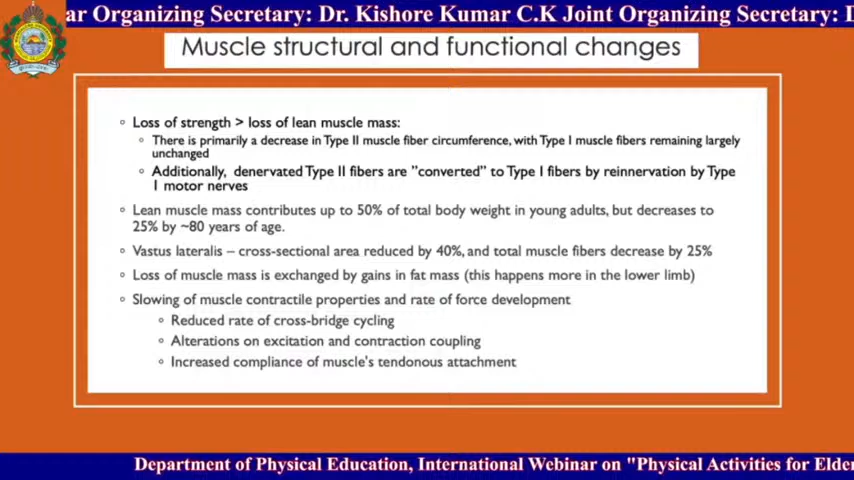 ar Organizing Secretary: Dr. Kishore Kumar C.K Joint Organizing Secretary: D
Muscle structural and functional changes
◦ Loss of strength > loss of lean muscle mass:
◦ There is primarily a decrease in Type II muscle fiber circumference, with Type I muscle fibers remaining largely
unchanged
◦ Additionally, denervated Type II fibers are "converted" to Type I fibers by reinnervation by Type
I motor nerves
◦ Lean muscle mass contributes up to 50% of total body weight in young adults, but decreases to
25% by ~80 years of age.
◦ Vastus lateralis – cross-sectional area reduced by 40%, and total muscle fibers decrease by 25%
◦ Loss of muscle mass is exchanged by gains in fat mass (this happens more in the lower limb)
◦ Slowing of muscle contractile properties and rate of force development
◦ Reduced rate of cross-bridge cycling
◦ Alterations on excitation and contraction coupling
◦ Increased compliance of muscle's tendonous attachment
Department of Physical Education, International Webinar on "Physical Activities for Elder